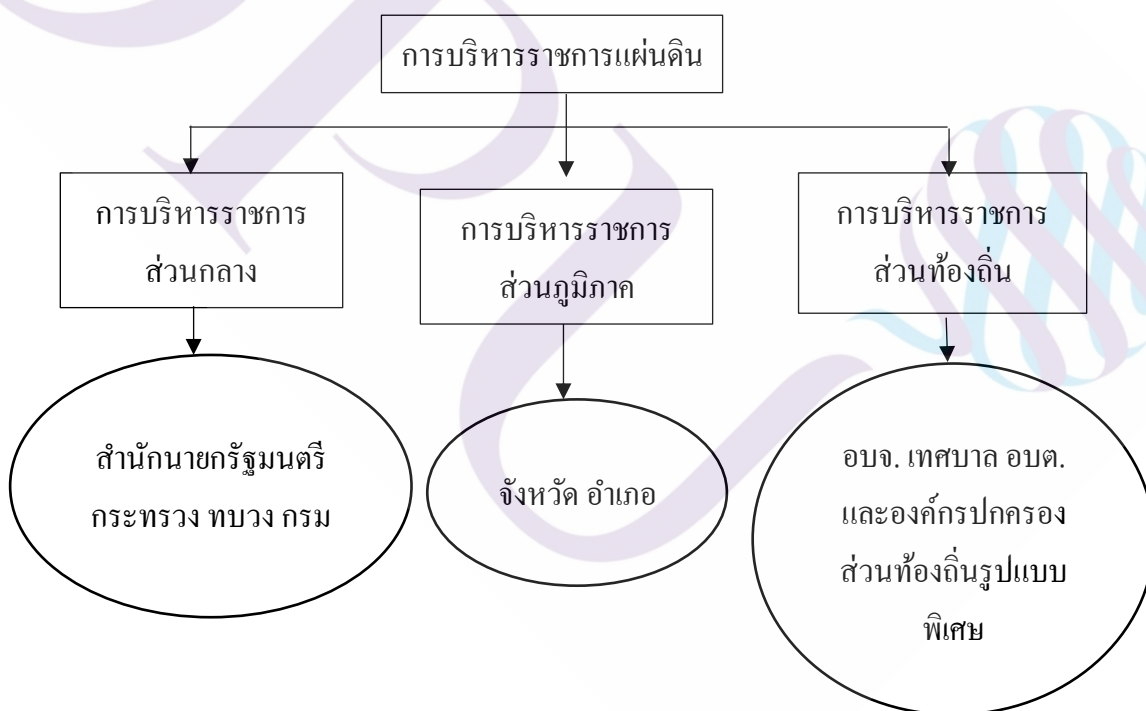 การบริหารราชการแผ่นดิน
การบริหารราชการ
ส่วนกลาง
การบริหารราชการ
ส่วนภูมิภาค
การบริหารราชการ
ส่วนท้องถิ่น
สำนักนายกรัฐมนตรี
กระทรวง ทบวง กรม
จังหวัด อำเภอ
อบจ. เทศบาล อบต.
และองค์กรปกครอง
ส่วนท้องถิ่นรูปแบบ
พิเศษ